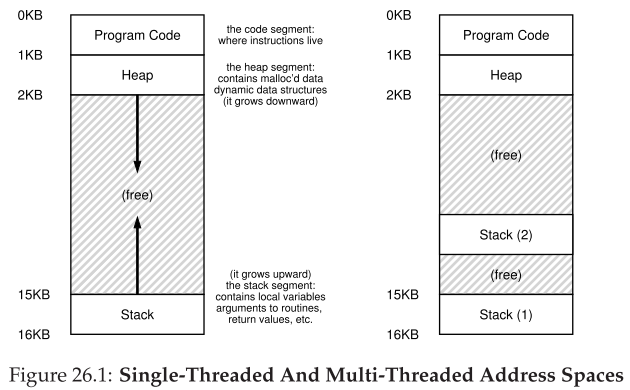 0KB
Program Code
the code segment:
where instructions live
1KB
Heap
the heap segment:
contains malloc'd data
dynamic data structures
(it grows downward)
2KB
(free)
(it grows upward)
the stack segment:
contains local variables
arguments to routines,
return values, etc.
15KB
Stack
16KB
0KB
Program Code
1KB
Heap
2KB
(free)
Stack (2)
(free)
15KB
Stack (1)
16KB
Figure 26.1: Single-Threaded And Multi-Threaded Address Spaces